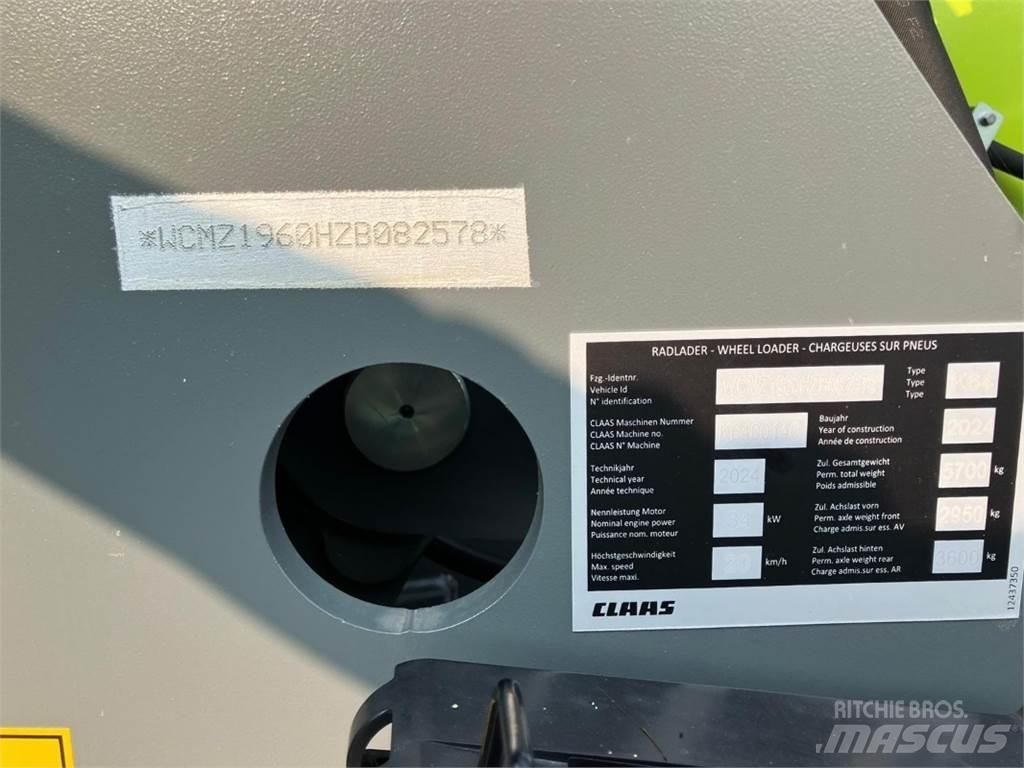 *WCMZ1960HZB082578*
RADLADER - WHEEL LOADER - CHARGEUSES SUR PNEUS
Fzg.-Identnr.
Vehicle Id
N° identification
Type
Type
Type
CLAAS Maschinen Nummer
CLAAS Machine no.
CLAAS N° Machine
Baujahr
Year of construction
Année de construction
2024
Technikjahr
Technical year
Année technique
2024
Zul. Gesamtgewicht
Perm. total weight
Poids admissible
5700 kg
Nennleistung Motor
Nominal engine power
Puissance nom. moteur
kW
Zul. Achslast vorn
Perm. axle weight front
Charge admis.sur ess. AV
2950 kg
Höchstgeschwindigkeit
Max. speed
Vitesse maxi.
km/h
Zul. Achslast hinten
Perm. axle weight rear
Charge admis.sur ess. AR
3600 kg
CLAAS
12437350
RITCHIE BROS.
MASCUS